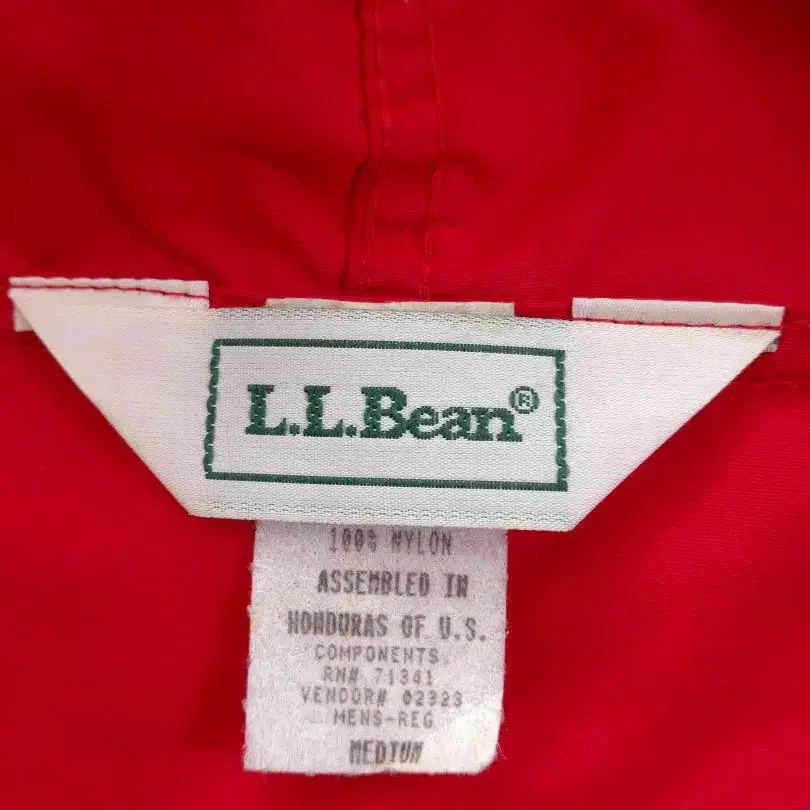 L.L.Bean®
100% NYLON
ASSEMBLED IN
HONDURAS OF U.S.
COMPONENTS
RN# 71341
VENDOR# 02323
MENS-REG
MEDIUM